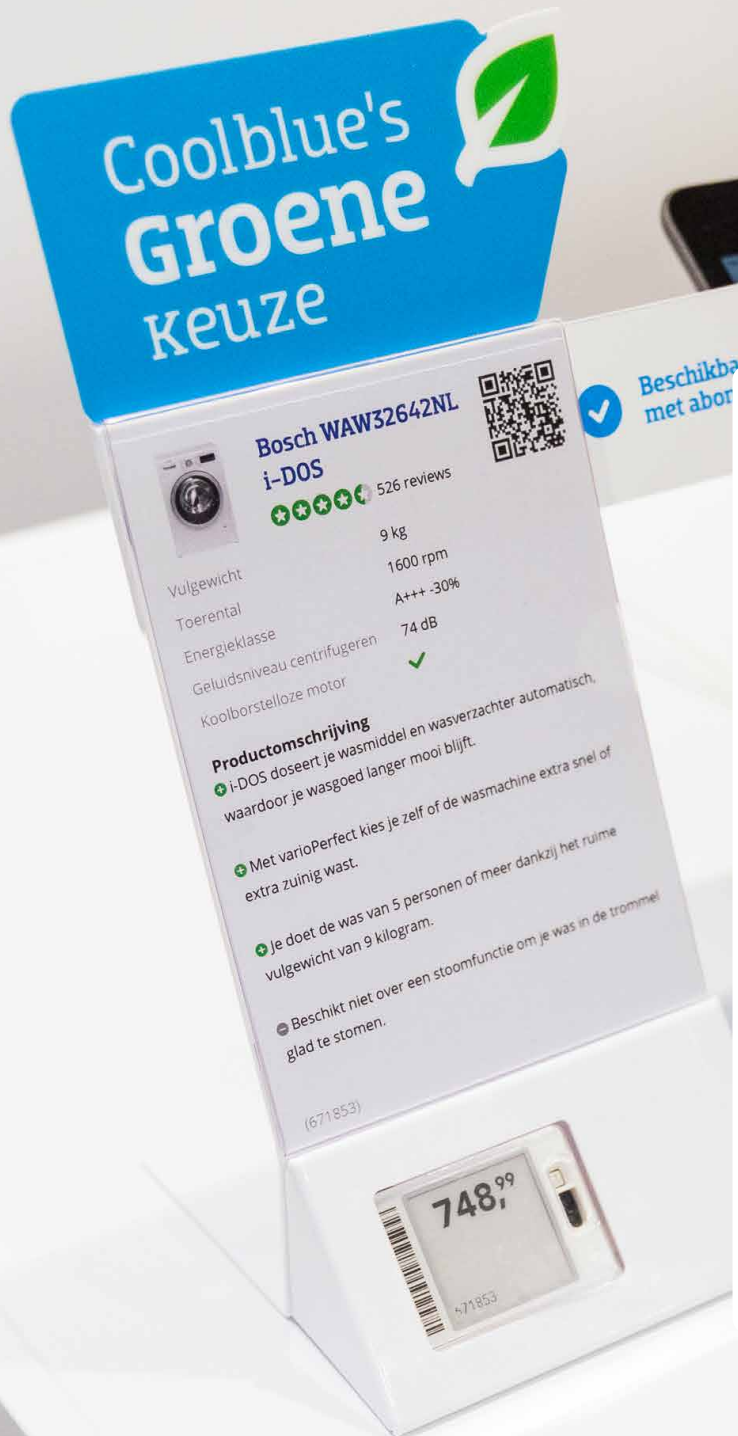 Coolblue's
Groene
Keuze
Beschikba
met abon
Bosch WAW32642NL
i-DOS
526 reviews
Vulgewicht 9 kg
Toerental 1600 rpm
Energieklasse A+++ -30%
Geluidsniveau centrifugeren 74 dB
Koolborstelloze motor
Productomschrijving
i-DOS doseert je wasmiddel en wasverzachter automatisch,
waardoor je wasgoed langer mooi blijft.
Met varioPerfect kies je zelf of de wasmachine extra snel of
extra zuinig wast.
Je doet de was van 5 personen of meer dankzij het ruime
vulgewicht van 9 kilogram.
Beschikt niet over een stoomfunctie om je was in de trommel
glad te stomen.
(671853)
748,99
671853